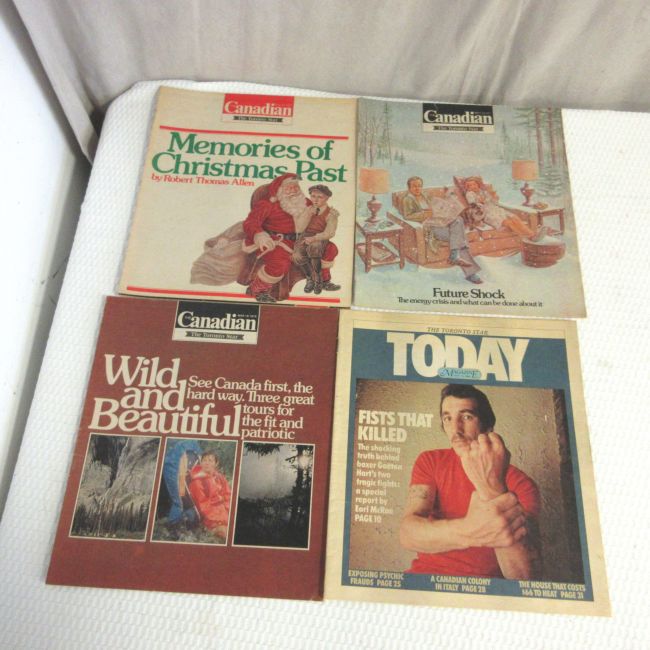 Canadian
The Toronto Star
Memories of
Christmas Past
by Robert Thomas Allen
Canadian
The Toronto Star
Future Shock
The energy crisis and what can be done about it
The
Canadian
The Toronto Star
Wild
and
Beautiful
See Canada first, the
hard way. Three great
tours for
the fit and
patriotic
THE TORONTO STAR
TODAY
MAGAZINE
FISTS THAT
KILLED
The shocking
truth behind
boxer Gaëtan
Hart's two
tragic fights:
a special
report by
Earl McRae
PAGE 10
EXPOSING PSYCHIC
FRAUDS PAGE 25
A CANADIAN COLONY
IN ITALY PAGE 28
THE HOUSE THAT COSTS
$66 TO HEAT PAGE 31